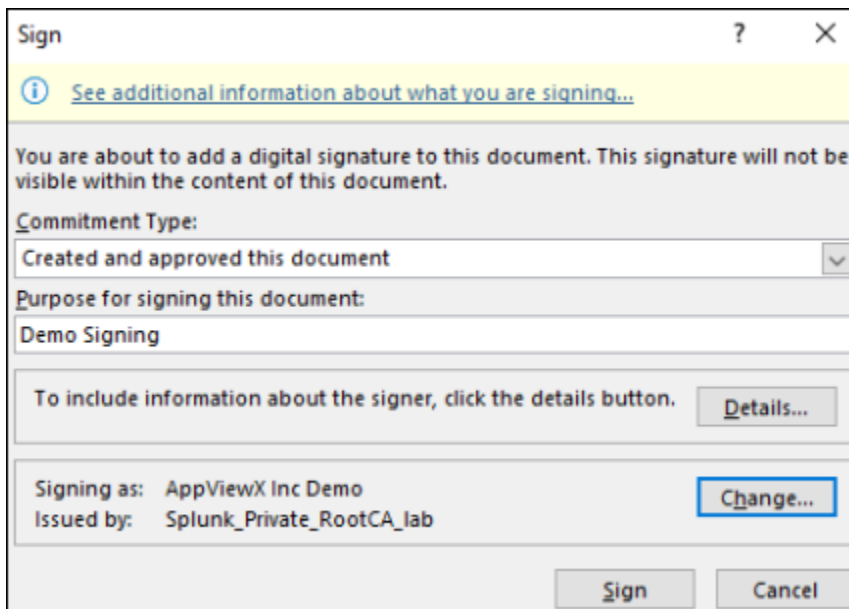 Sign ?
See additional information about what you are signing...
You are about to add a digital signature to this document. This signature will not be
visible within the content of this document.
Commitment Type:
Created and approved this document
Purpose for signing this document:
Demo Signing
To include information about the signer, click the details button. Details...
Signing as: AppViewX Inc Demo
Change...
Issued by: Splunk_Private_RootCA_lab
Sign Cancel